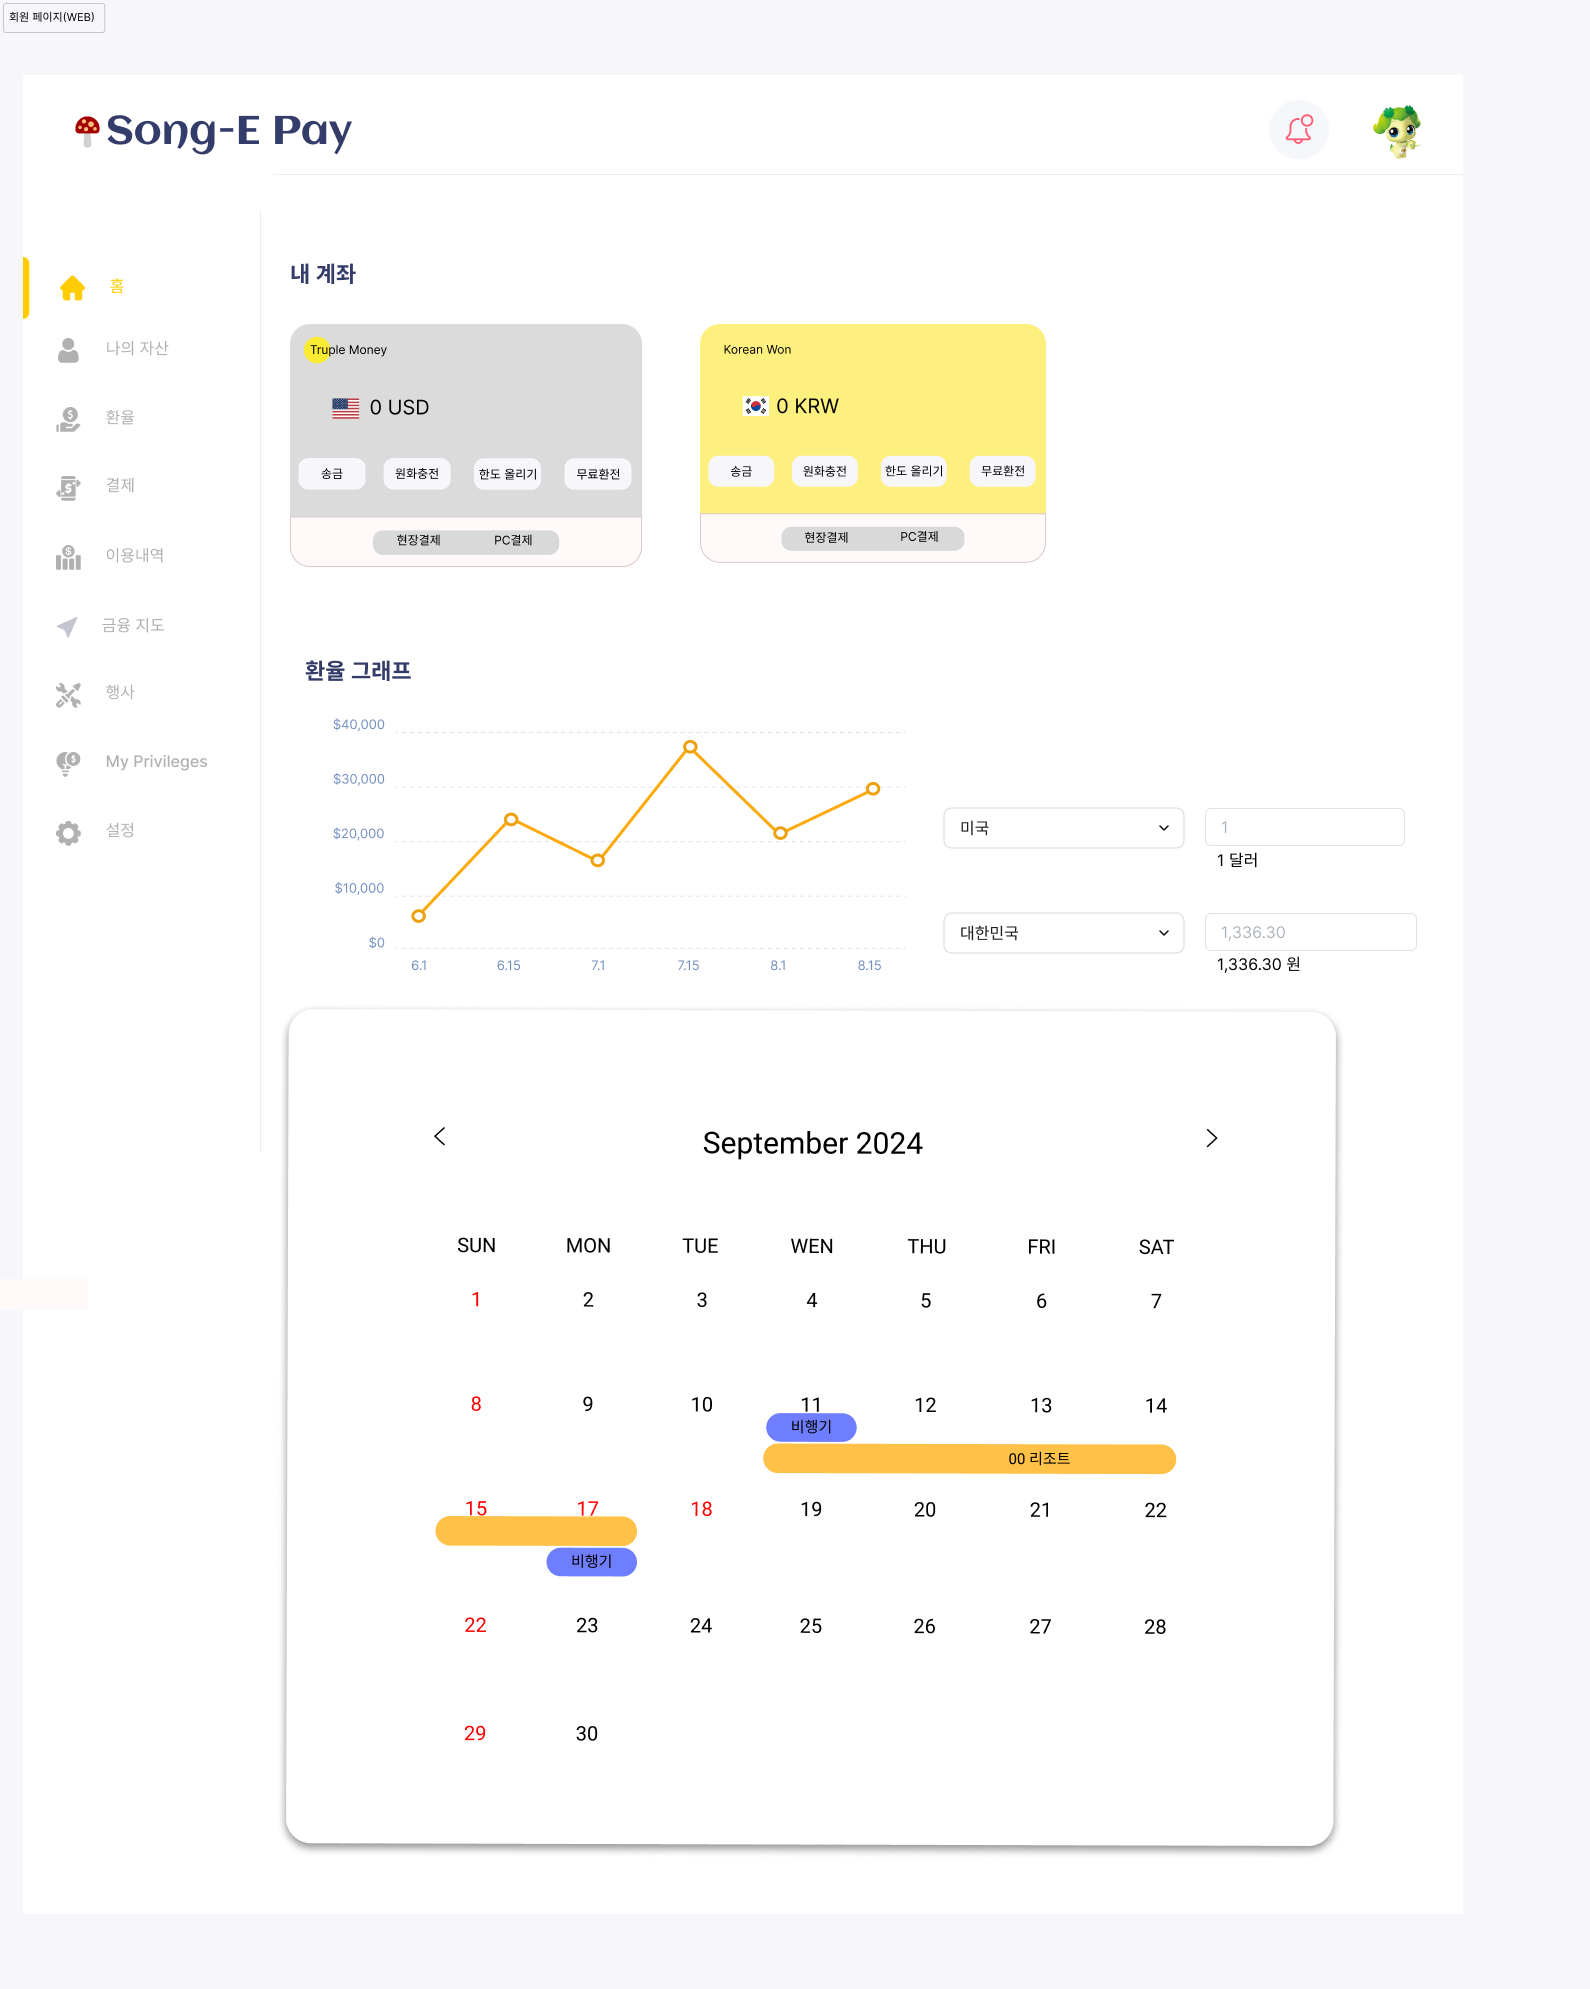 회원 페이지(WEB)
Song-E Pay
홈
나의 자산
환율
결제
이용내역
금융 지도
행사
My Privileges
설정
내 계좌
Truple Money
0 USD
송금 원화충전 한도 올리기 무료환전
현장결제 PC결제
Korean Won
0 KRW
송금 원화충전 한도 올리기 무료환전
현장결제 PC결제
환율 그래프
$40,000
$30,000
$20,000
$10,000
$0
6.1 6.15 7.1 7.15 8.1 8.15
미국 1
1 달러
대한민국 1,336.30
1,336.30 원
September 2024
SUN MON TUE WEN THU FRI SAT
1 2 3 4 5 6 7
8 9 10 11 12 13 14
비행기
00 리조트
15 17 18 19 20 21 22
비행기
22 23 24 25 26 27 28
29 30